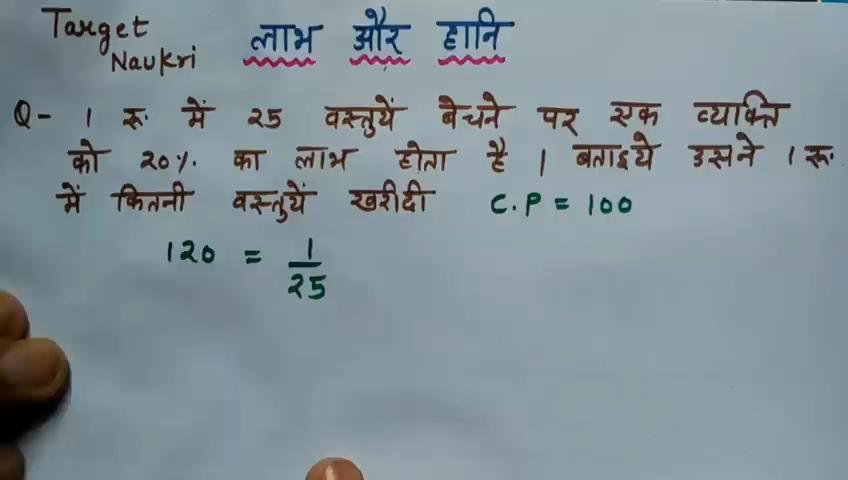 Target
Naukri
लाभ और हानि
Q- 1 रू. में 25 वस्तुयें बेचने पर एक व्यक्ति
को 20%. का लाभ होता है । बताइये उसने 1 रू.
में कितनी वस्तुयें खरीदी C.P = 100
120 = 1/25